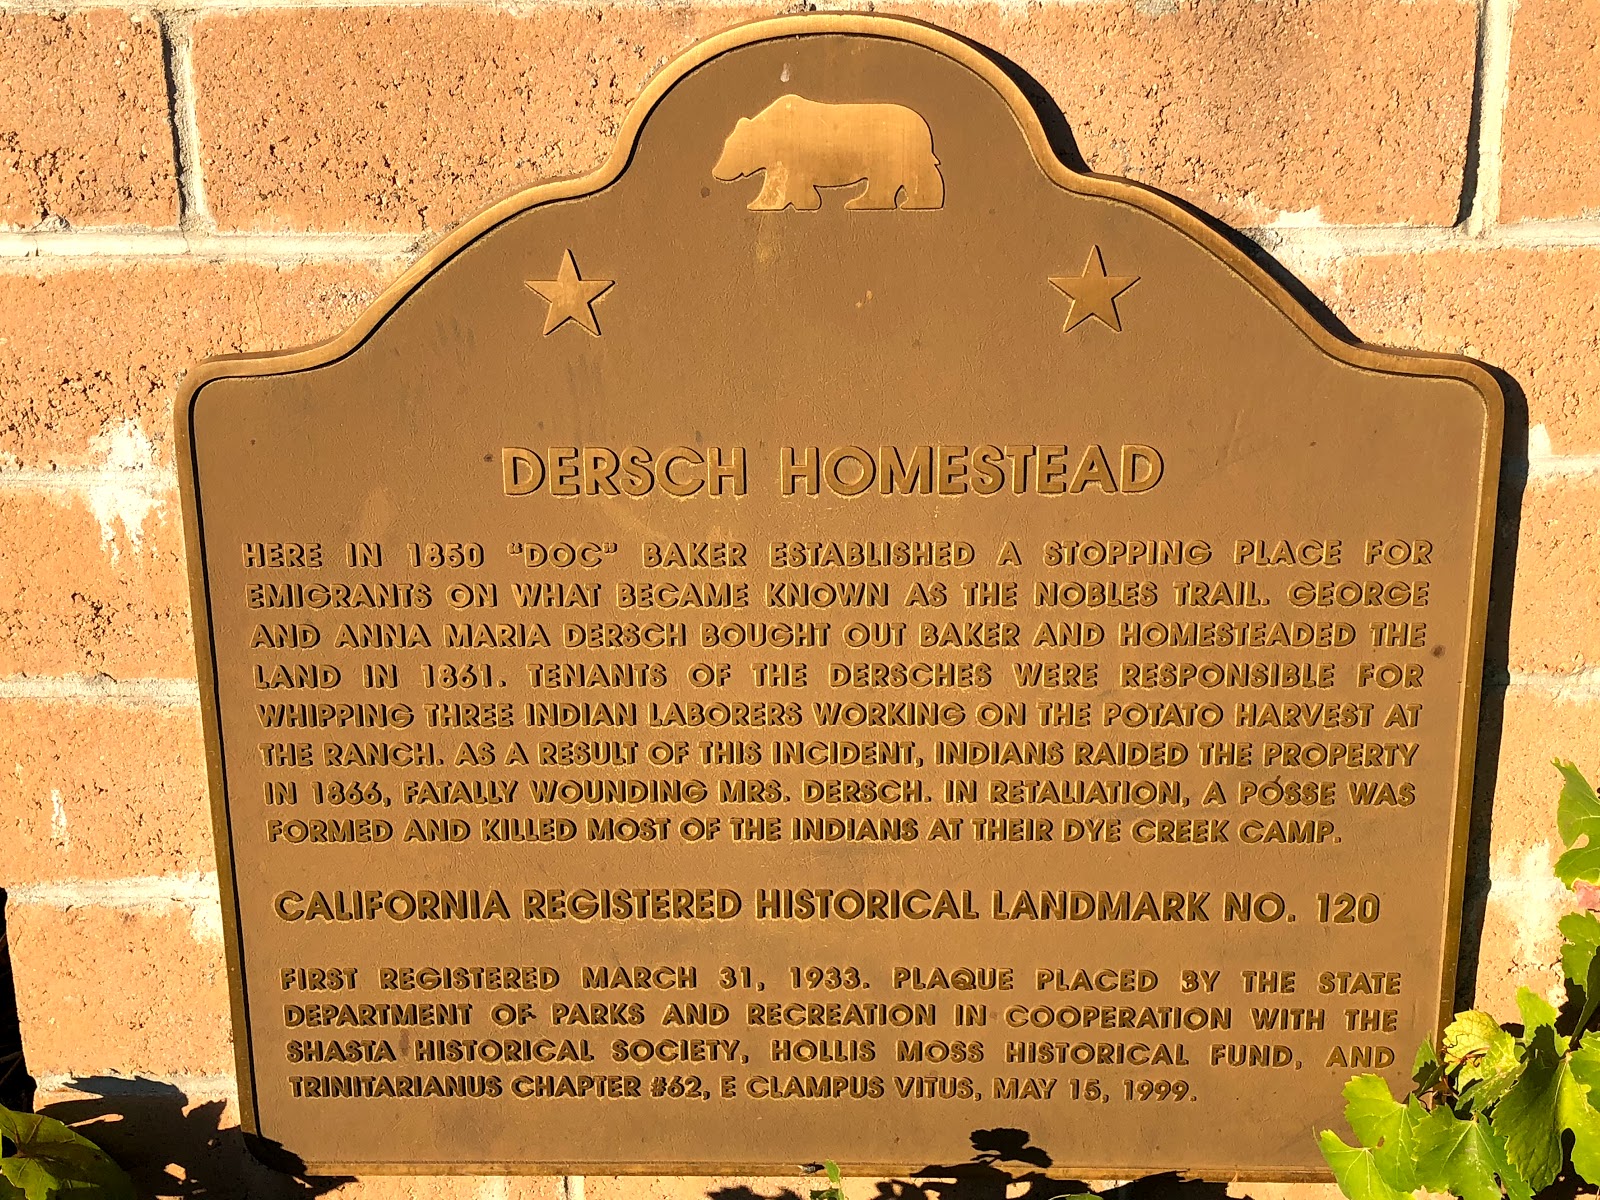 DERSCH HOMESTEAD
HERE IN 1850 "DOC" BAKER ESTABLISHED A STOPPING PLACE FOR
EMIGRANTS ON WHAT BECAME KNOWN AS THE NOBLES TRAIL. GEORGE
AND ANNA MARIA DERSCH BOUGHT OUT BAKER AND HOMESTEADED THE
LAND IN 1861. TENANTS OF THE DERSCHES WERE RESPONSIBLE FOR
WHIPPING THREE INDIAN LABORERS WORKING ON THE POTATO HARVEST AT
THE RANCH. AS A RESULT OF THIS INCIDENT, INDIANS RAIDED THE PROPERTY
IN 1866, FATALLY WOUNDING MRS. DERSCH. IN RETALIATION, A POSSE WAS
FORMED AND KILLED MOST OF THE INDIANS AT THEIR DYE CREEK CAMP.
CALIFORNIA REGISTERED HISTORICAL LANDMARK NO. 120
FIRST REGISTERED MARCH 31, 1933. PLAQUE PLACED BY THE STATE
DEPARTMENT OF PARKS AND RECREATION IN COOPERATION WITH THE
SHASTA HISTORICAL SOCIETY, HOLLIS MOSS HISTORICAL FUND, AND
TRINITARIANUS CHAPTER #62, E CLAMPUS VITUS, MAY 15, 1999.